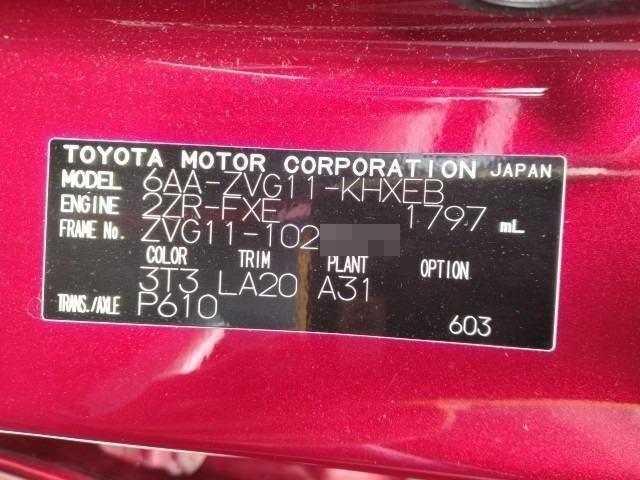 TOYOTA MOTOR CORPORATION JAPAN
MODEL 6AA-ZVG11-KHXEB
ENGINE 2ZR-FXE 1797 mL
FRAME No. ZVG11-102
COLOR TRIM PLANT OPTION
3T3 LA20 A31
TRANS./AXLE P610
603